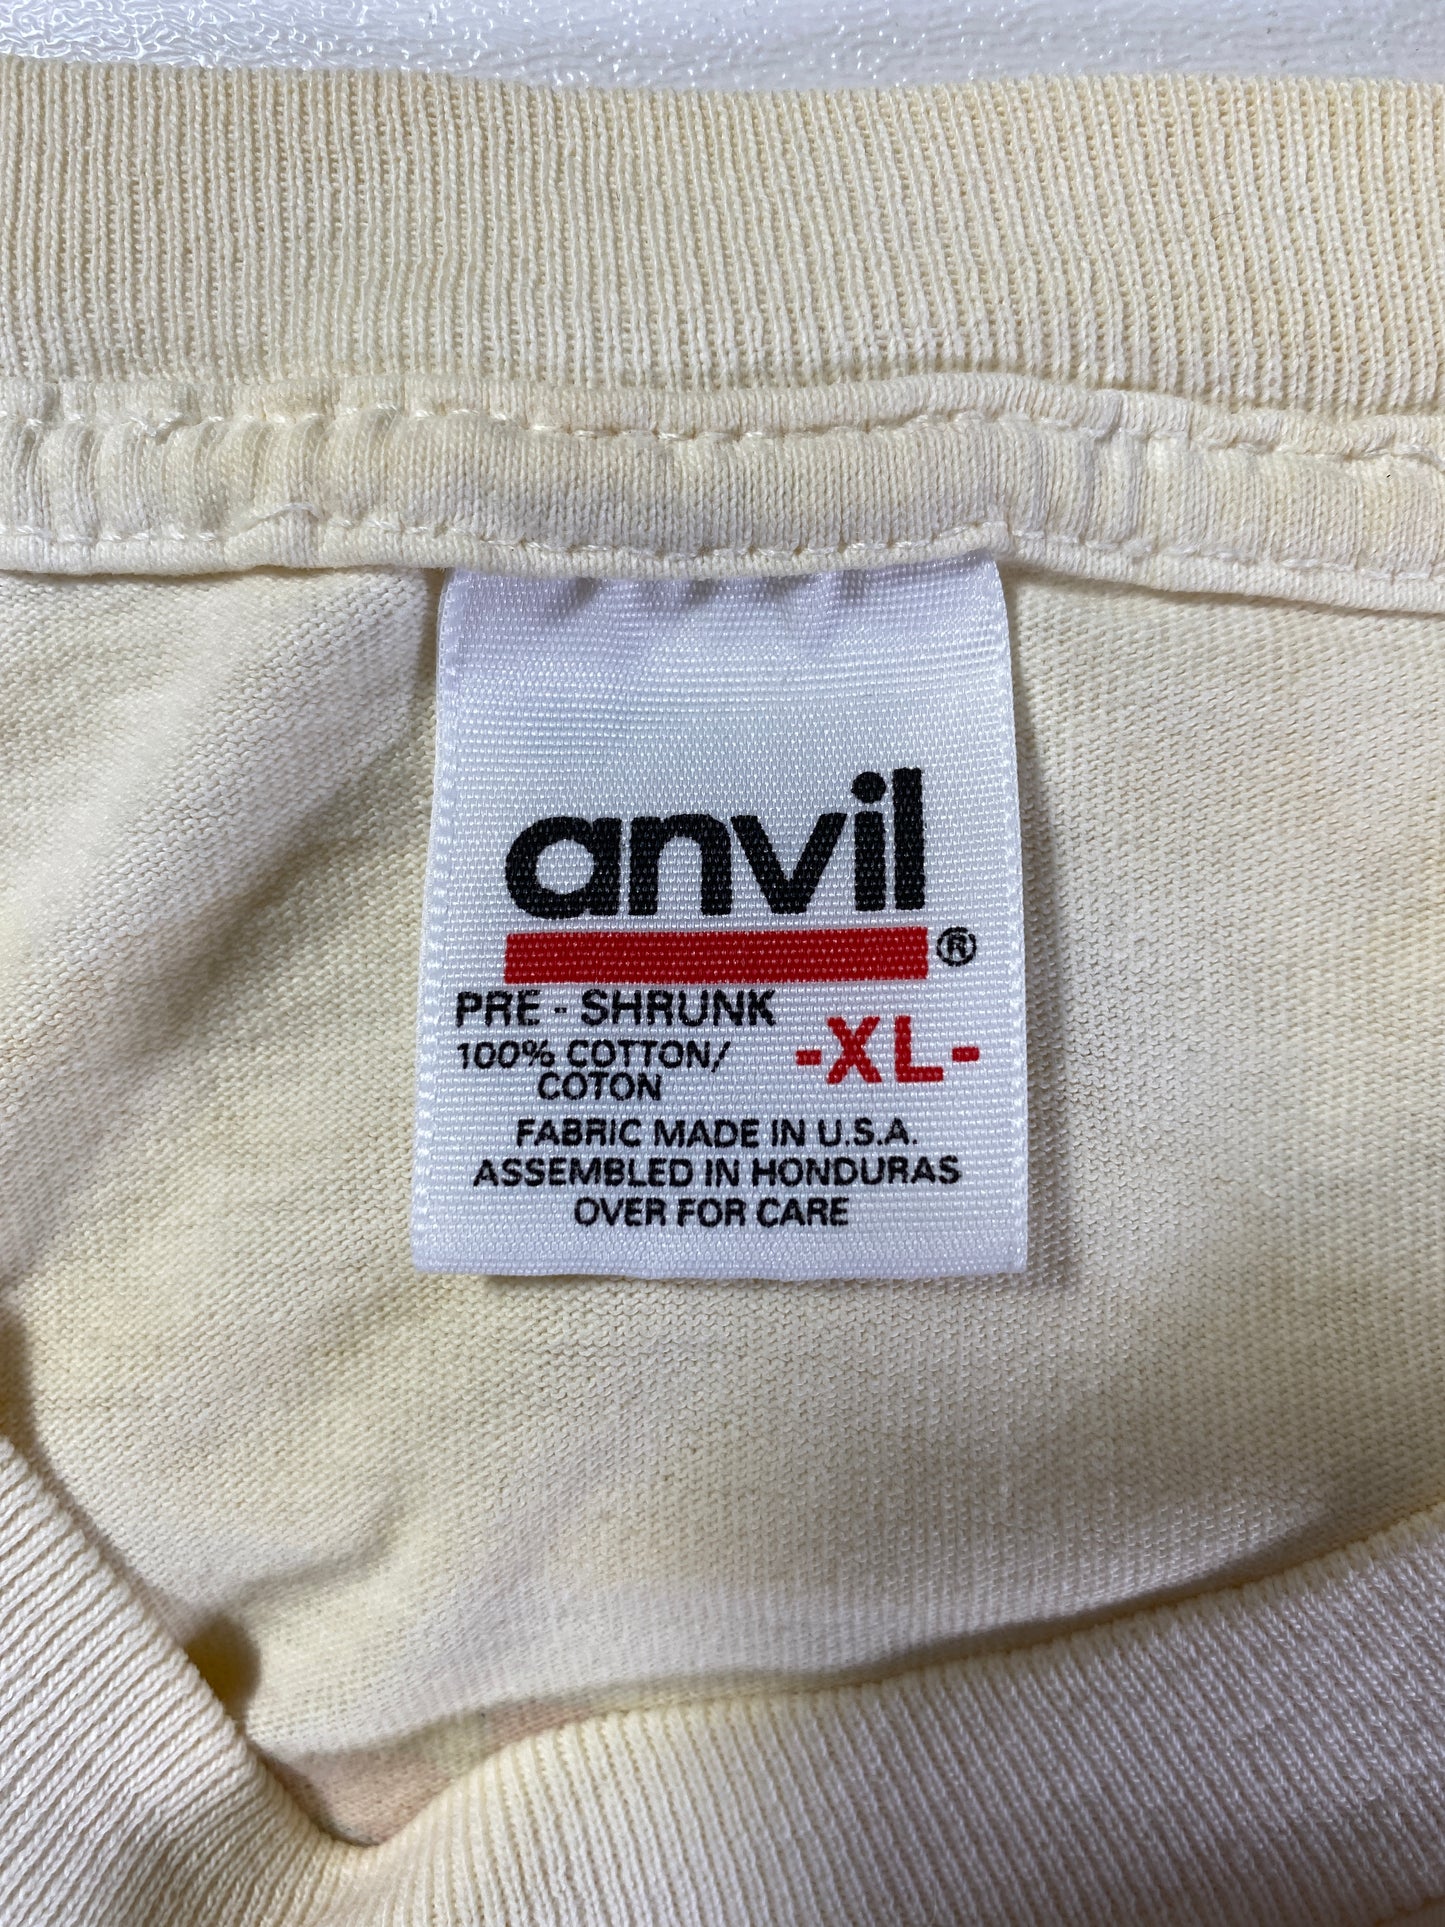 anvil
®
PRE - SHRUNK
100% COTTON/
COTON
-XL-
FABRIC MADE IN U.S.A.
ASSEMBLED IN HONDURAS
OVER FOR CARE